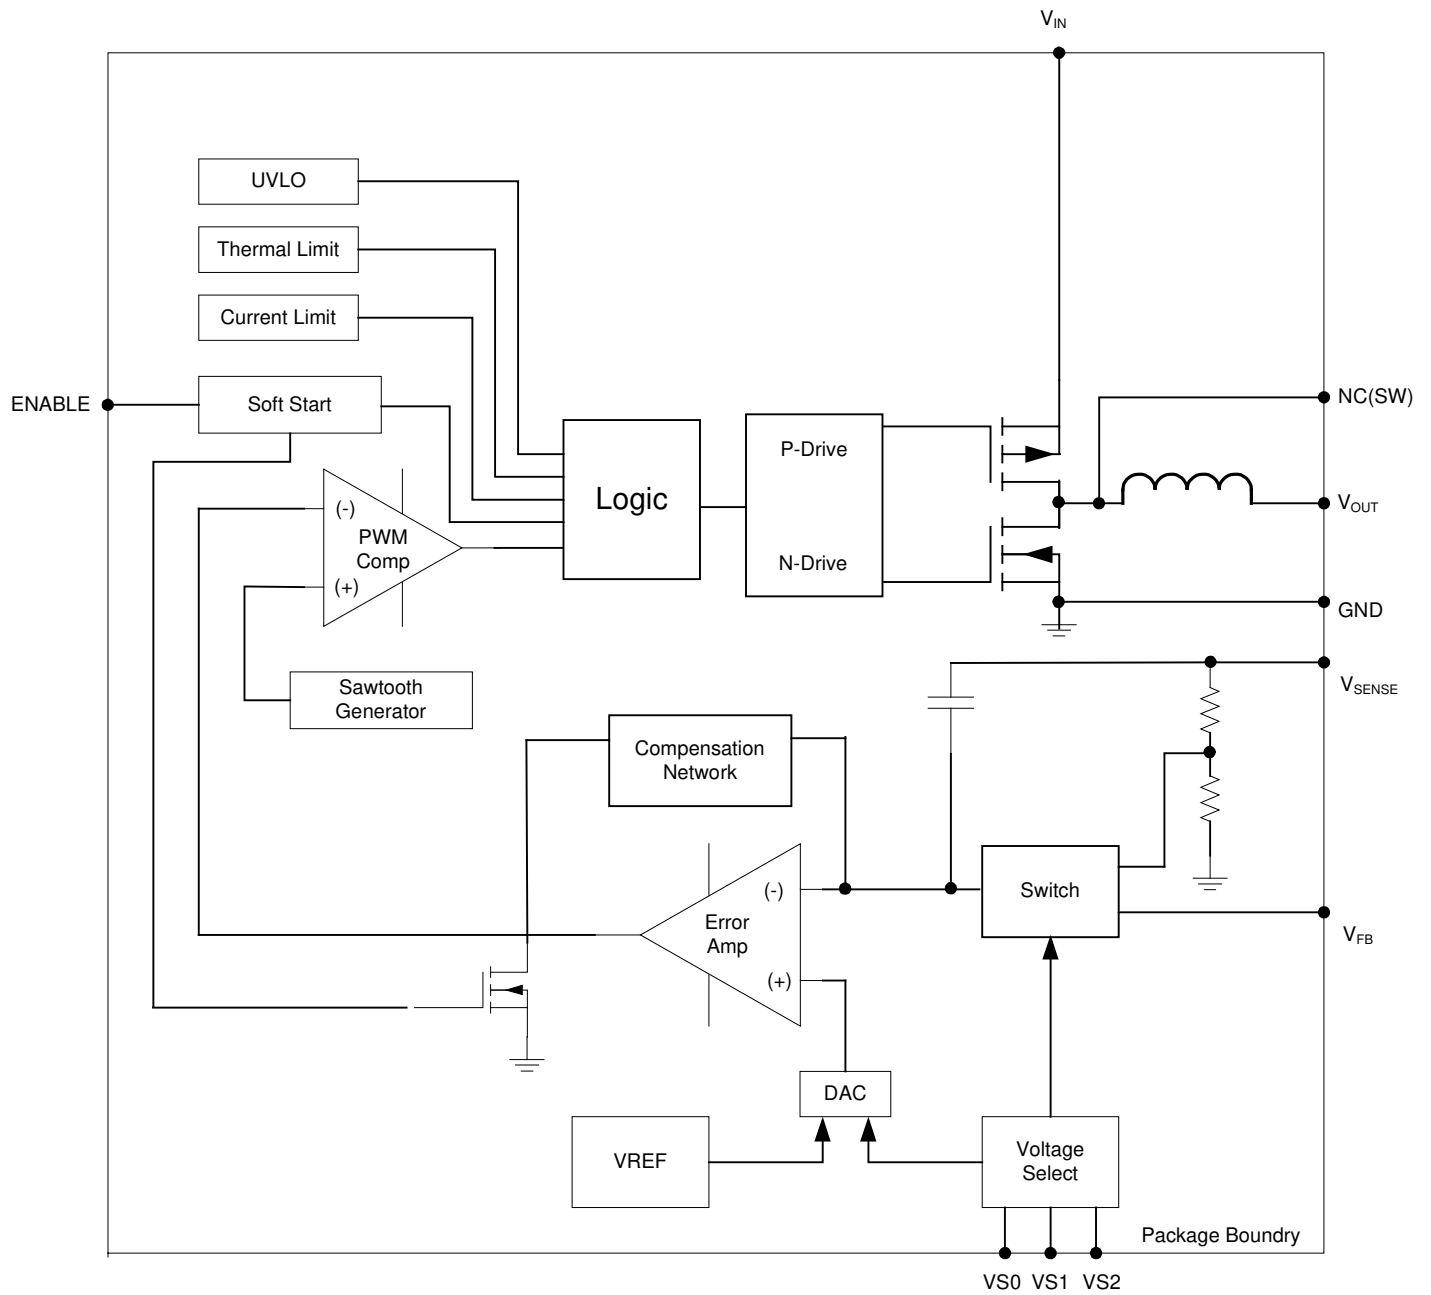 VIN
UVLO
Thermal Limit
Current Limit
ENABLE
Soft Start
NC(SW)
P-Drive
Logic
VOUT
(-)
PWM
Comp
(+)
N-Drive
GND
Sawtooth
Generator
VSENSE
Compensation
Network
(-)
Switch
Error
Amp
VFB
(+)
DAC
VREF
Voltage
Select
Package Boundry
VS0 VS1 VS2